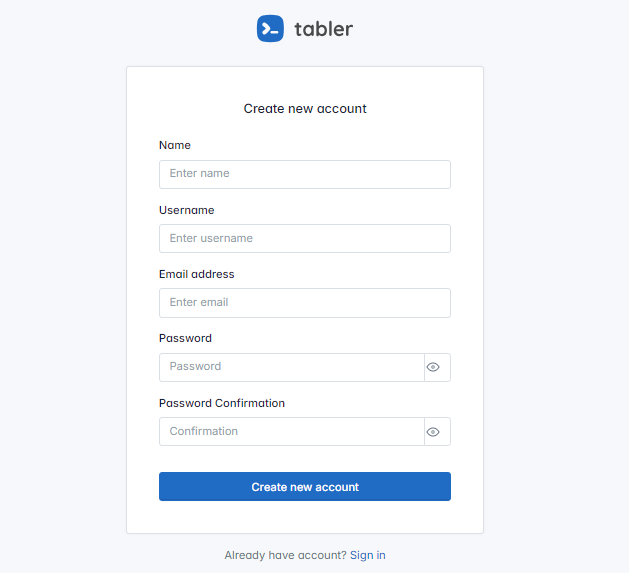 tabler
Create new account
Name
Enter name
Username
Enter username
Email address
Enter email
Password
Password
Password Confirmation
Confirmation
Create new account
Already have account? Sign in